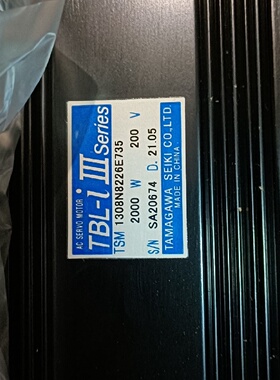 AC SERVO MOTOR
TBL-i III Series
TSM 1308N8226E735
2000 W 200 V
S/N SA20674 D. 21.05
TAMAGAWA SEIKI CO.,LTD.
MADE IN CHINA